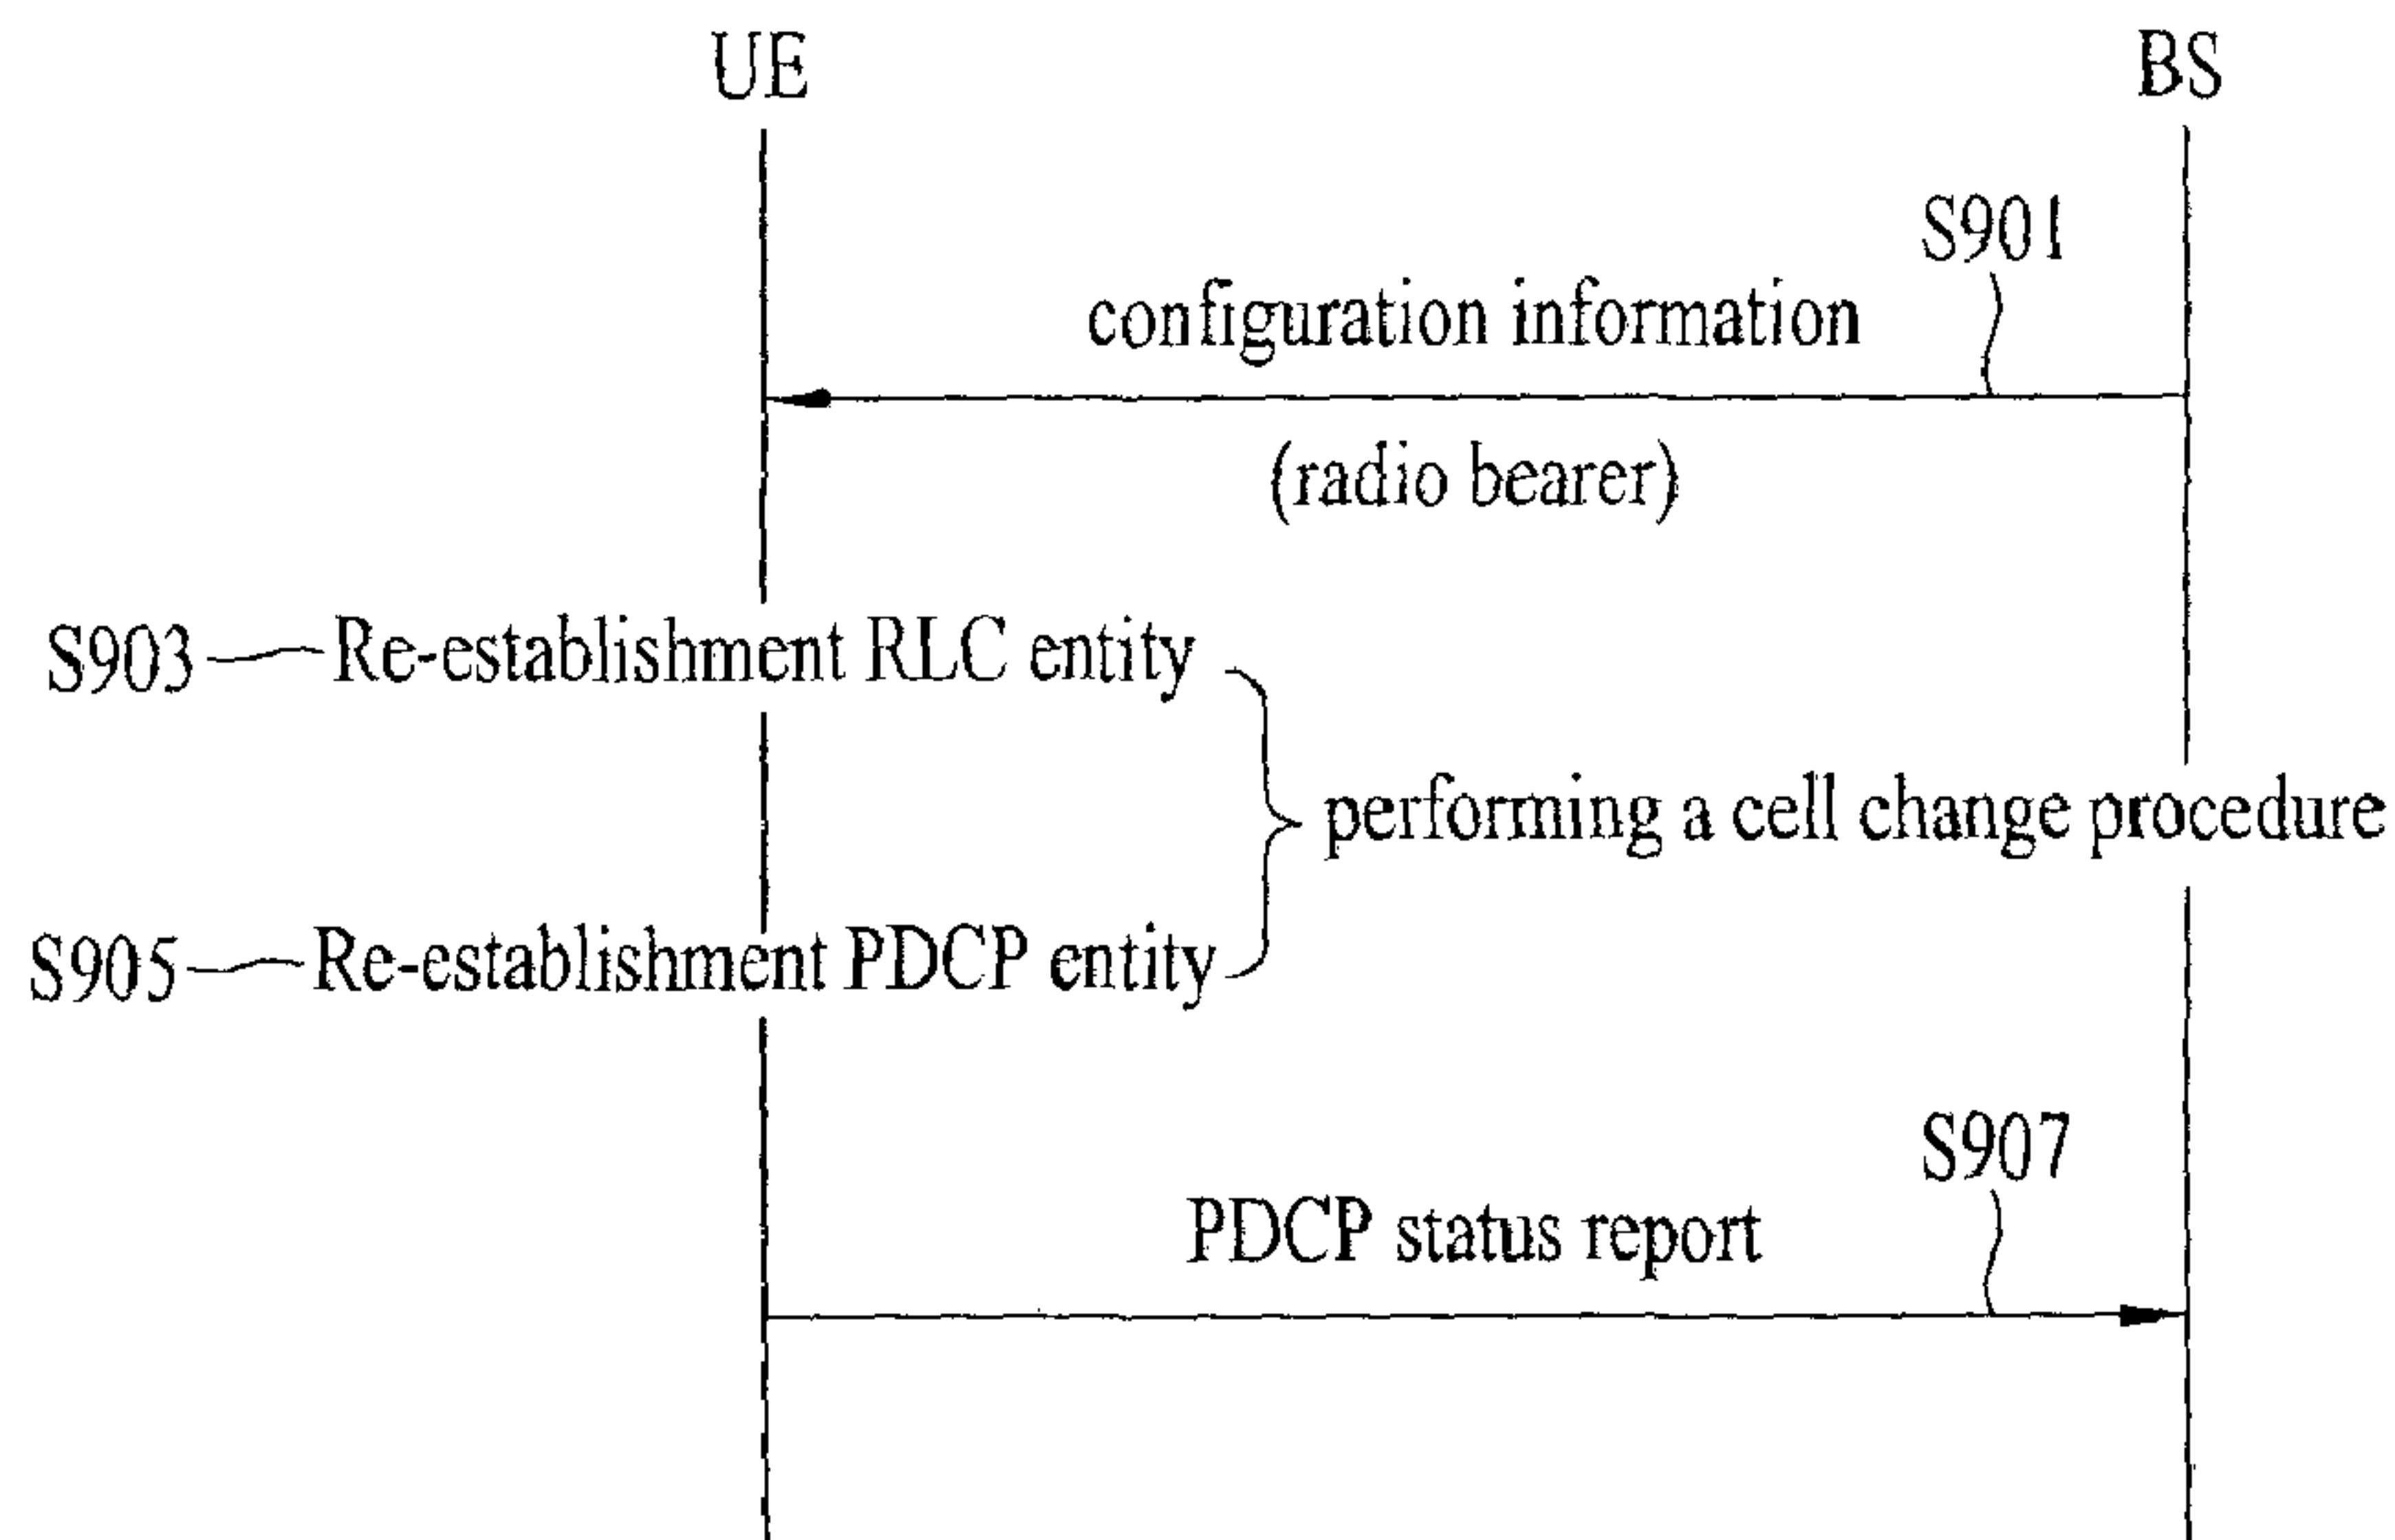 UE
BS
S901
configuration information
(radio bearer)
S903
Re-establishment RLC entity
performing a cell change procedure
S905
Re-establishment PDCP entity
S907
PDCP status report